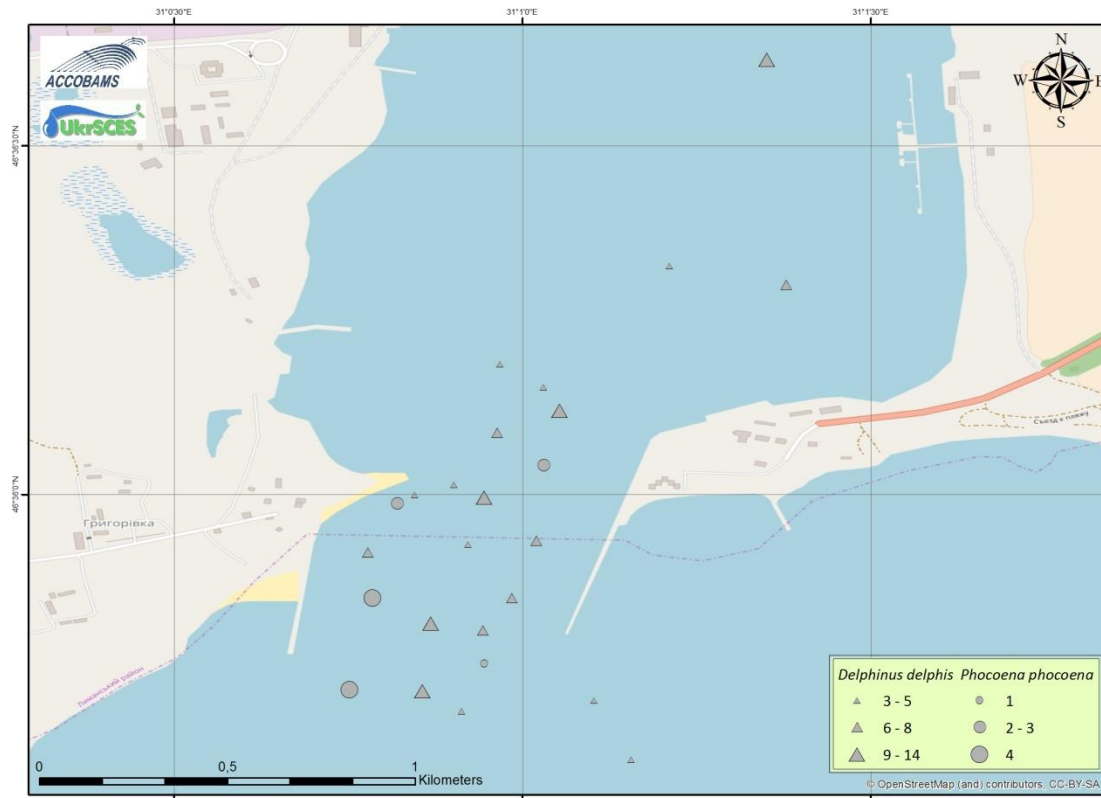 31°0'30"E 31°1'0"E 31°1'30"E
ACCOBAMS
UkrSCES
N
W E
S
46°36'30"N
46°36'0"N
Съезд к пляжу
Григорівка
Лиманський район
Delphinus delphis Phocoena phocoena
3 - 5 1
6 - 8 2 - 3
9 - 14 4
0 0,5 1
Kilometers
© OpenStreetMap (and) contributors, CC-BY-SA